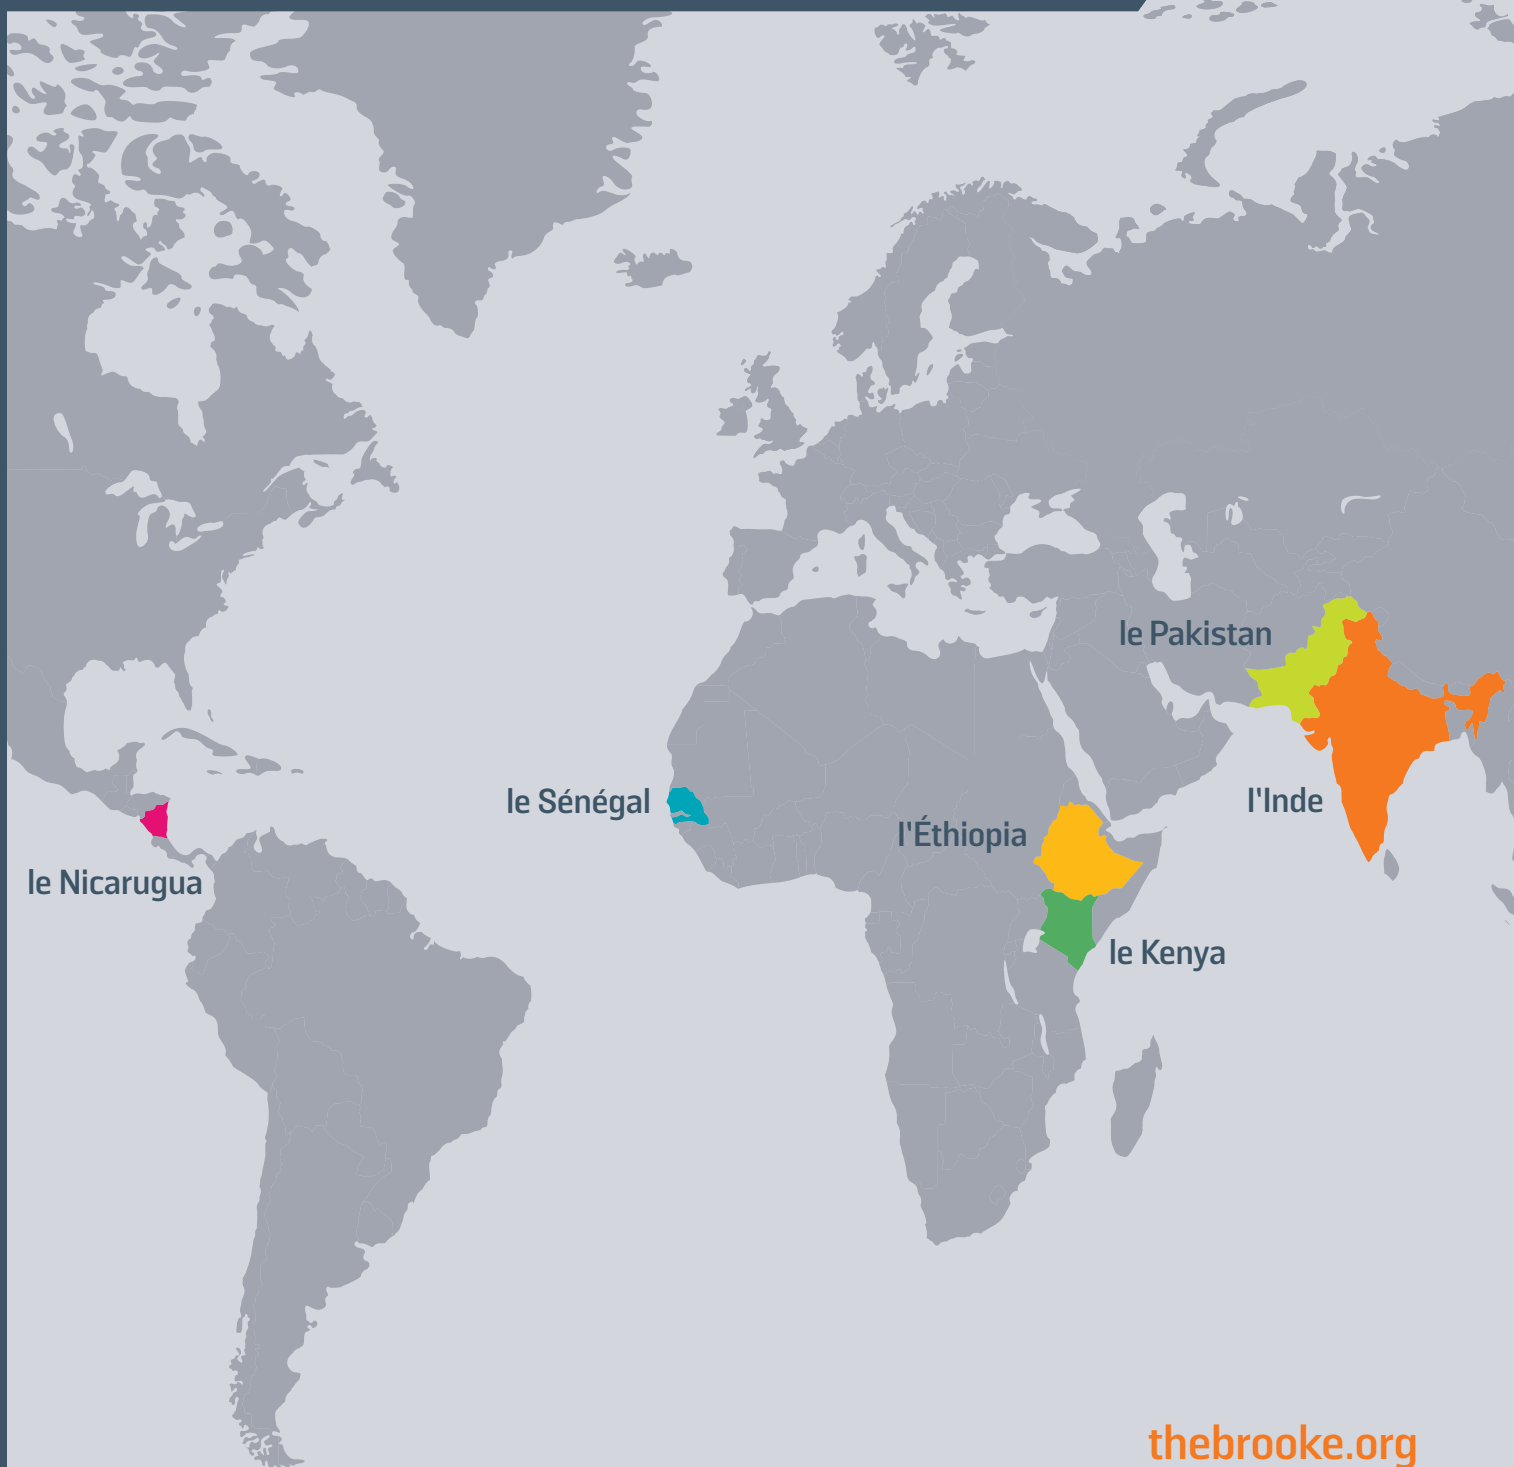 le Pakistan
le Sénégal
l'Inde
l'Éthiopia
le Nicarugua
le Kenya
thebrooke.org